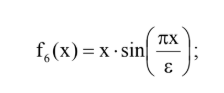 f₆(x) = x · sin(πx/ε);